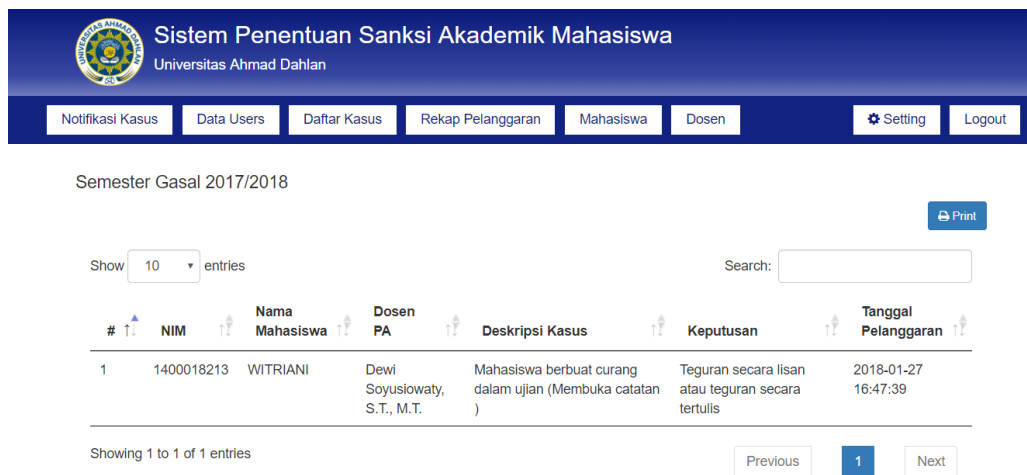 UNIVERSITAS AHMAD DAHLAN
Sistem Penentuan Sanksi Akademik Mahasiswa
Universitas Ahmad Dahlan
Notifikasi Kasus Data Users Daftar Kasus Rekap Pelanggaran Mahasiswa Dosen Setting Logout
Semester Gasal 2017/2018
Print
Show 10 entries Search:
# NIM Nama Mahasiswa Dosen PA Deskripsi Kasus Keputusan Tanggal Pelanggaran
1 1400018213 WITRIANI Dewi Mahasiswa berbuat curang Teguran secara lisan 2018-01-27
Soyusiowaty, dalam ujian (Membuka catatan atau teguran secara 16:47:39
S.T., M.T. ) tertulis
Showing 1 to 1 of 1 entries Previous 1 Next